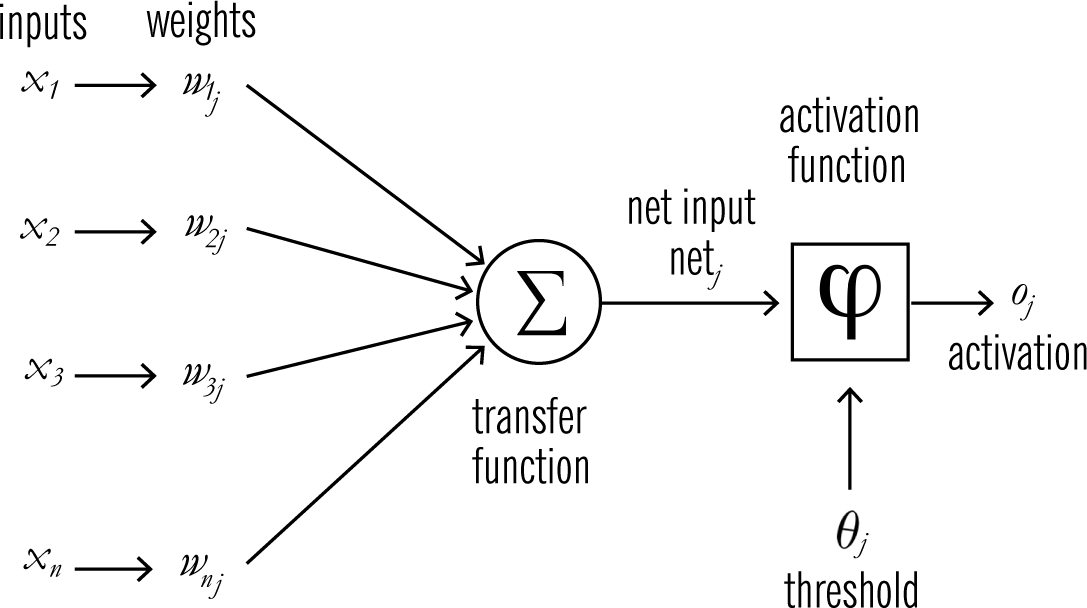 inputs weights
x1 w1j
x2 w2j
x3 w3j
xn wnj
Σ
transfer
function
net input
netj
activation
function
φ
oj
activation
θj
threshold